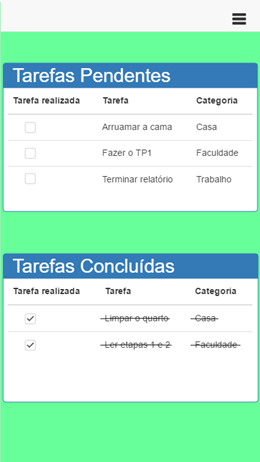 Tarefas Pendentes
Tarefa realizada Tarefa Categoria
Arruamar a cama Casa
Fazer o TP1 Faculdade
Terminar relatório Trabalho
Tarefas Concluídas
Tarefa realizada Tarefa Categoria
Limpar o quarto Casa
Ler etapas 1 e 2 Faculdade